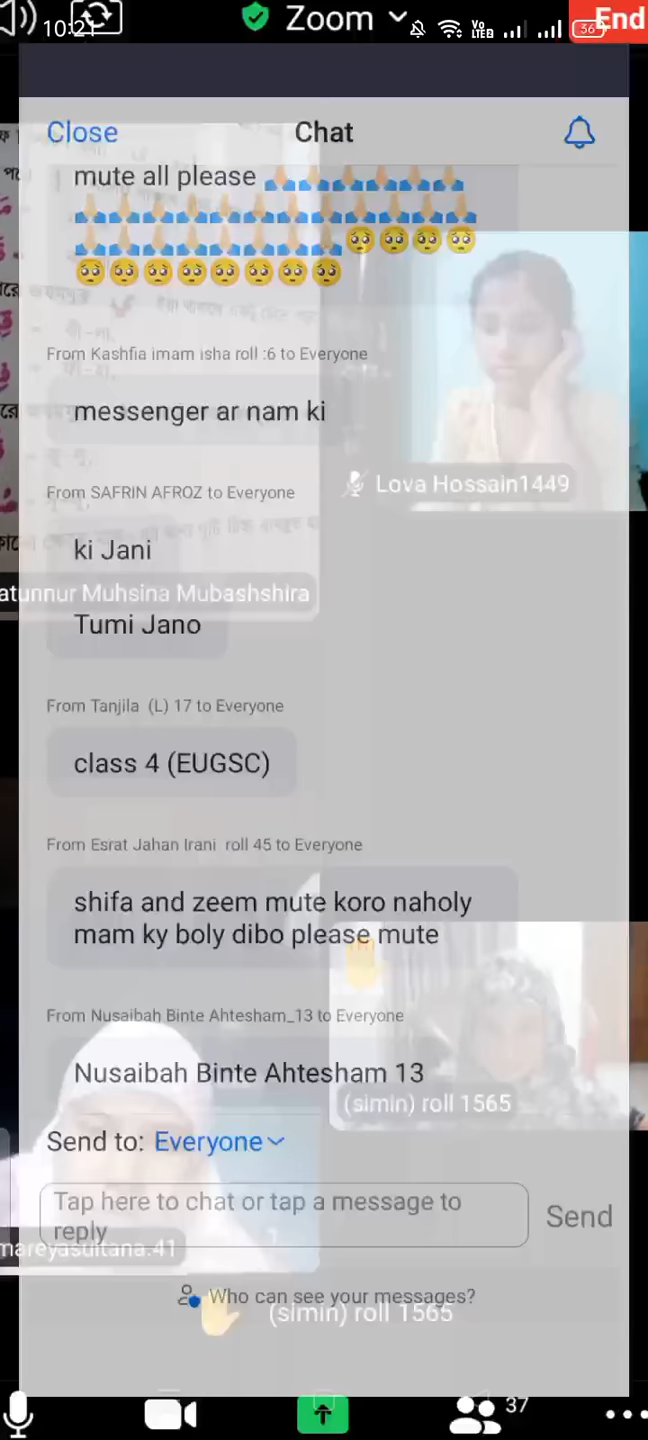 10:21
Zoom
VoLTE2
36
End
Close
Chat
mute all please 🙏🙏🙏🙏🙏🙏
🙏🙏🙏🙏🙏🙏🙏🙏🙏🙏🙏🙏
🙏🙏🙏🙏🙏🙏🙏🙏🥺🥺🥺🥺
🥺🥺🥺🥺🥺🥺🥺🥺
From Kashfia imam isha roll :6 to Everyone
messenger ar nam ki
Lova Hossain1449
From SAFRIN AFROZ to Everyone
ki Jani
atunnur Muhsina Mubashshira
Tumi Jano
From Tanjila (L) 17 to Everyone
class 4 (EUGSC)
From Esrat Jahan Irani roll 45 to Everyone
shifa and zeem mute koro naholy
mam ky boly dibo please mute
From Nusaibah Binte Ahtesham_13 to Everyone
Nusaibah Binte Ahtesham 13
(simin) roll 1565
Send to: Everyone
Tap here to chat or tap a message to
reply
Send
mareyasultana.41
Who can see your messages?
(simin) roll 1565
37